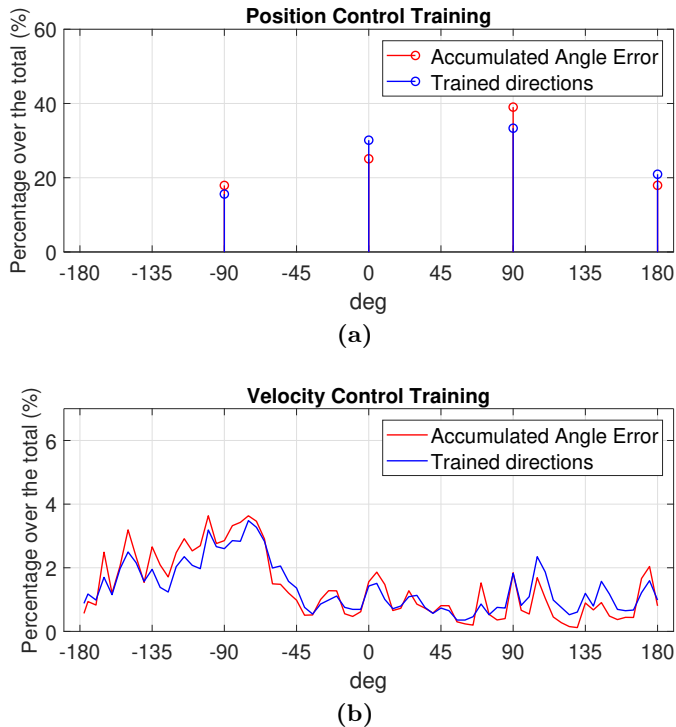 Position Control Training
Percentage over the total (%)
60
40
20
0
Accumulated Angle Error
Trained directions
-180 -135 -90 -45 0 45 90 135 180
deg
(a)
Velocity Control Training
Percentage over the total (%)
6
4
2
0
Accumulated Angle Error
Trained directions
-180 -135 -90 -45 0 45 90 135 180
deg
(b)